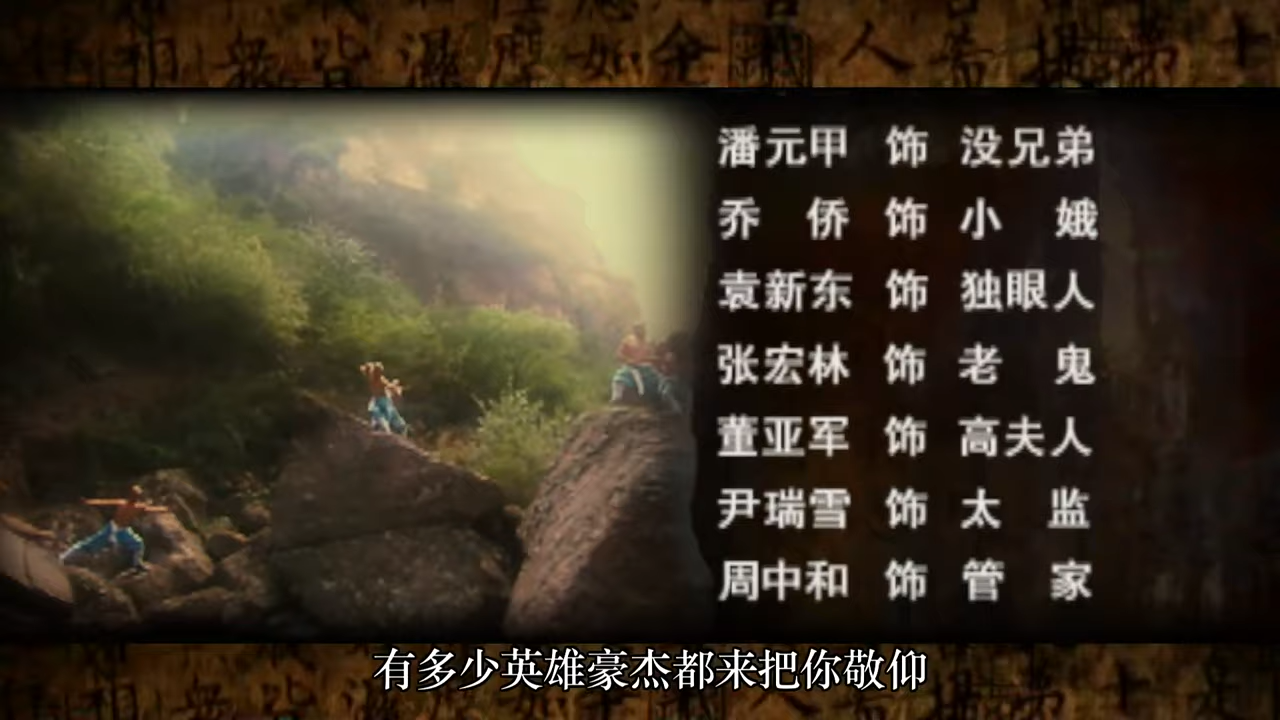 潘元甲 饰 没兄弟
乔侨 饰 小娥
袁新东 饰 独眼人
张宏林 饰 老鬼
董亚军 饰 高夫人
尹瑞雪 饰 太监
周中和 饰 管家
有多少英雄豪杰都来把你敬仰